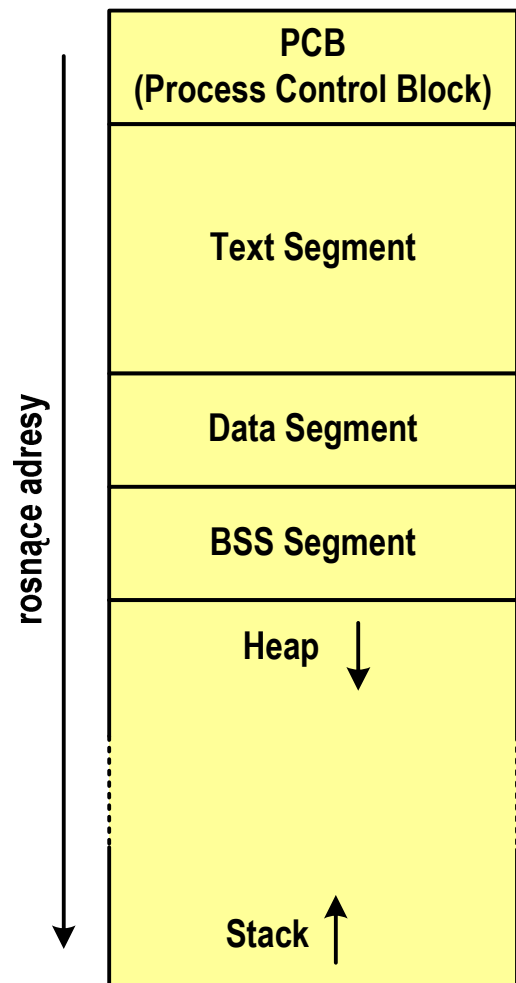 PCB
(Process Control Block)
Text Segment
Data Segment
BSS Segment
Heap
Stack
rosnące adresy